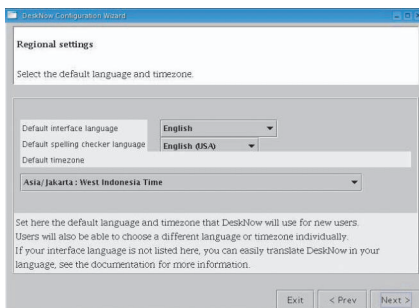 DeskNow Configuration Wizard
Regional settings
Select the default language and timezone.
Default interface language English
Default spelling checker language English (USA)
Default timezone
Asia/Jakarta : West Indonesia Time
Set here the default language and timezone that DeskNow will use for new users.
Users will also be able to choose a different language or timezone individually.
If your interface language is not listed here, you can easily translate DeskNow in your
language, see the documentation for more information.
Exit < Prev Next >